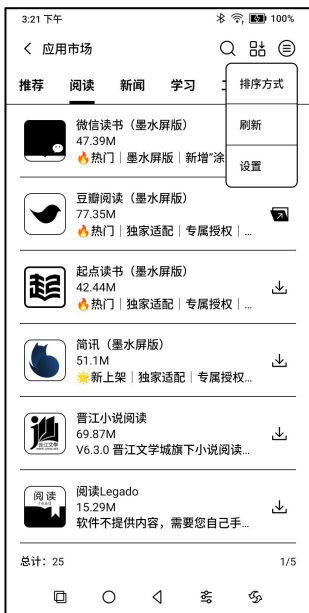 3:21 下午
100%
应用市场
推荐 阅读 新闻 学习
排序方式
刷新
设置
微信读书（墨水屏版）
47.39M
🔥热门｜墨水屏版｜新增"涂
豆瓣阅读（墨水屏版）
77.35M
🔥热门｜独家适配｜专属授权｜...
起点读书（墨水屏版）
42.44M
🔥热门｜独家适配｜专属授权｜...
起
简讯（墨水屏版）
51.1M
🌟新上架｜独家适配｜专属授权...
晋江小说阅读
69.87M
V6.3.0 晋江文学城旗下小说阅读...
晋江文学
阅读Legado
15.29M
软件不提供内容，需要您自己手...
阅读
read
总计：25
1/5